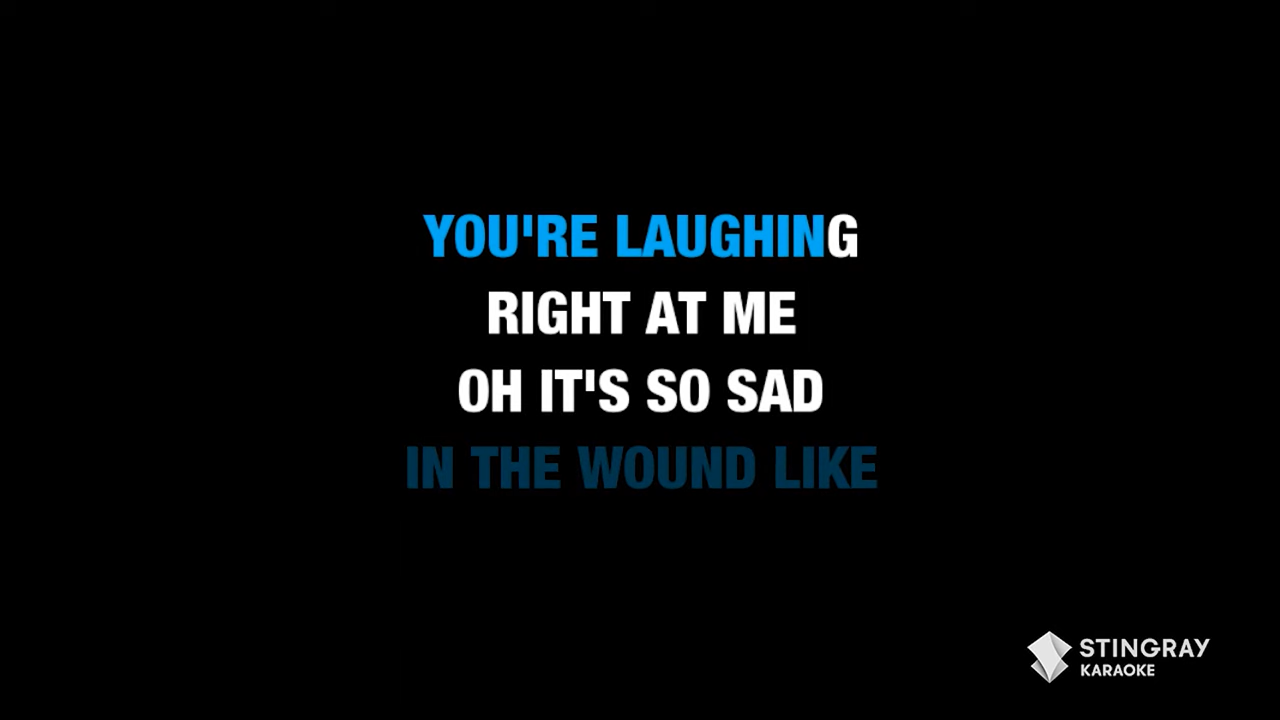 YOU'RE LAUGHING
RIGHT AT ME
OH IT'S SO SAD
IN THE WOUND LIKE
STINGRAY
KARAOKE